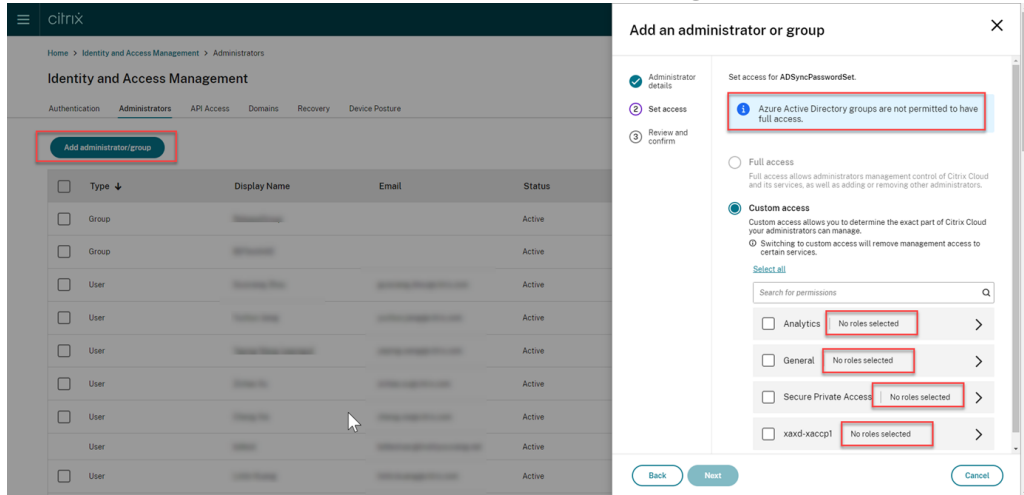 citrix
Home > Identity and Access Management > Administrators
Identity and Access Management
Authentication Administrators API Access Domains Recovery Device Posture
Add administrator/group
Type ↓ Display Name Email Status
Group Active
Group Active
User Active
User Active
User Active
User Active
User Active
User Active
User Active
Add an administrator or group
Administrator
details
2 Set access
3 Review and
confirm
Set access for ADSyncPasswordSet.
Azure Active Directory groups are not permitted to have
full access.
Full access
Full access allows administrators management control of Citrix Cloud
and its services, as well as adding or removing other administrators.
Custom access
Custom access allows you to determine the exact part of Citrix Cloud
your administrators can manage.
Switching to custom access will remove management access to
certain services.
Select all
Search for permissions
Analytics No roles selected
General No roles selected
Secure Private Access No roles selected
xaxd-xaccp1 No roles selected
Back Next Cancel